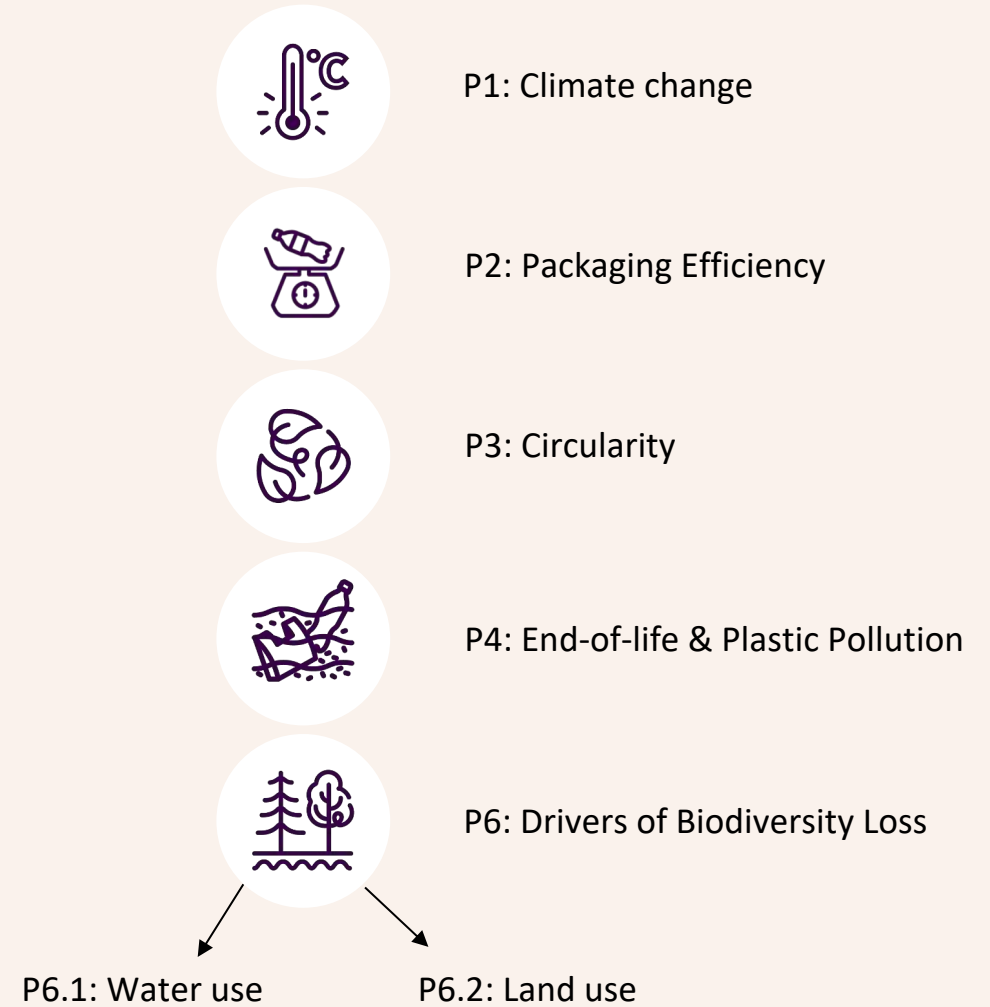 °C
P1: Climate change
P2: Packaging Efficiency
P3: Circularity
P4: End-of-life & Plastic Pollution
P6: Drivers of Biodiversity Loss
P6.1: Water use
P6.2: Land use